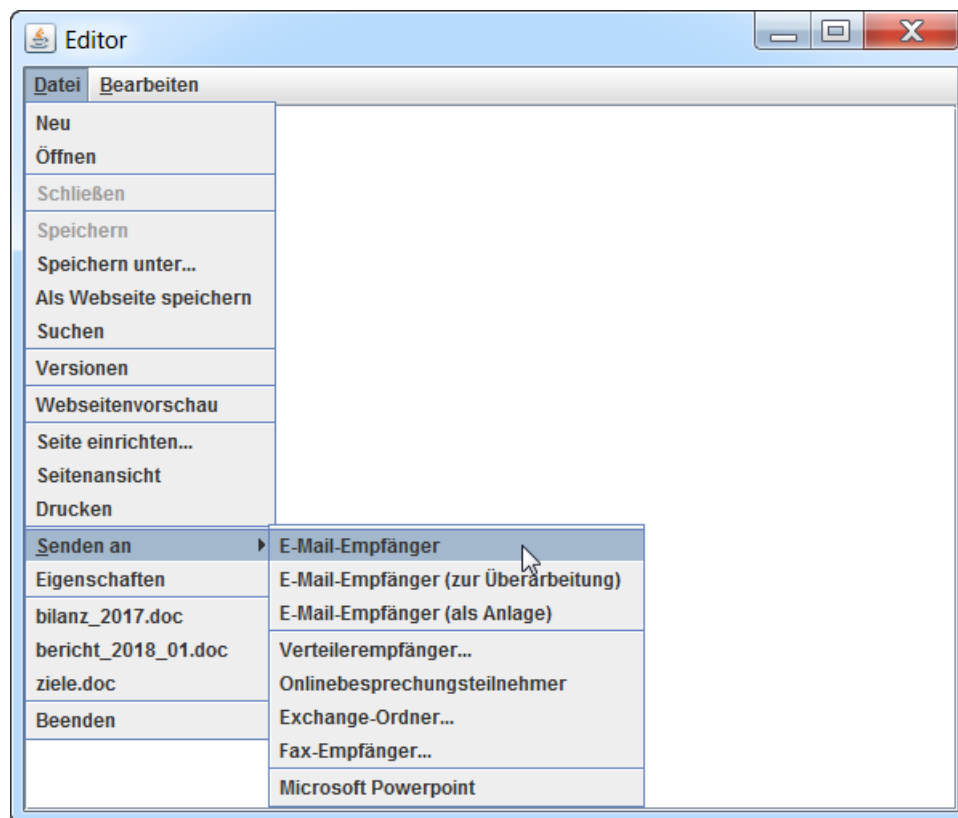 Editor
Datei Bearbeiten
Neu
Öffnen
Schließen
Speichern
Speichern unter...
Als Webseite speichern
Suchen
Versionen
Webseitenvorschau
Seite einrichten...
Seitenansicht
Drucken
Senden an
Eigenschaften
bilanz_2017.doc
bericht_2018_01.doc
ziele.doc
Beenden
E-Mail-Empfänger
E-Mail-Empfänger (zur Überarbeitung)
E-Mail-Empfänger (als Anlage)
Verteilerempfänger...
Onlinebesprechungsteilnehmer
Exchange-Ordner...
Fax-Empfänger...
Microsoft Powerpoint